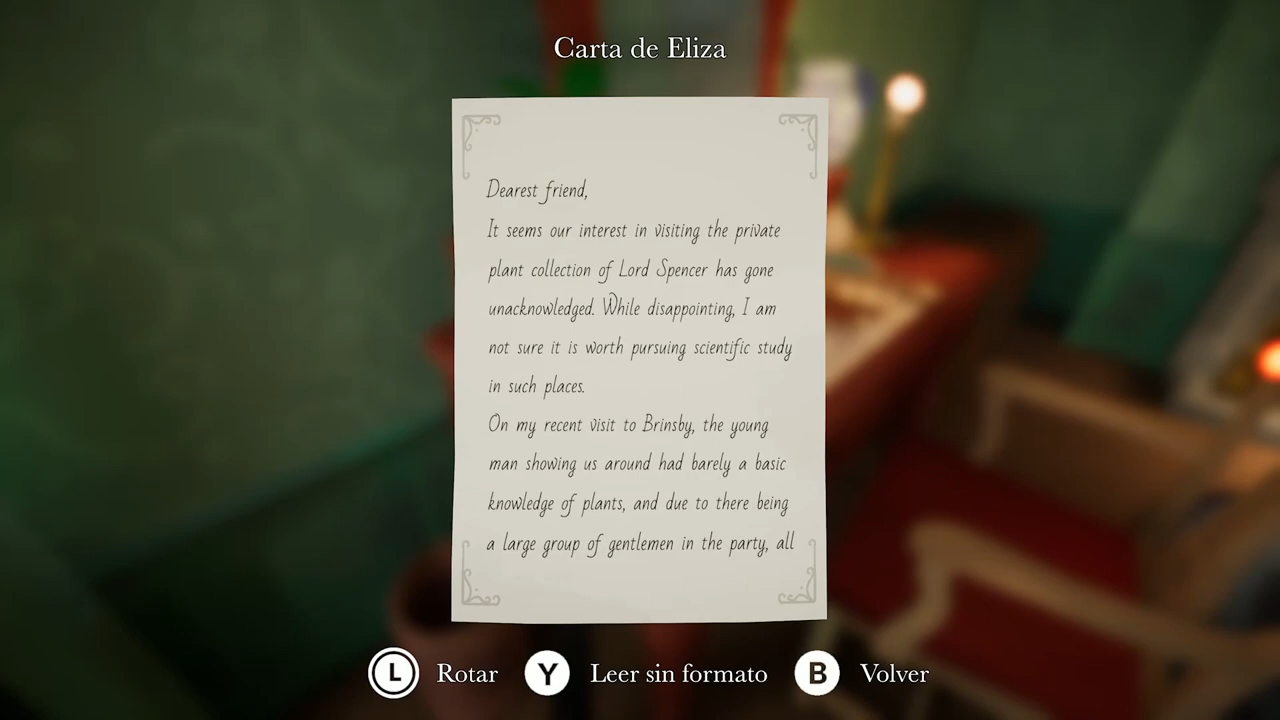 Carta de Eliza
Dearest friend,
It seems our interest in visiting the private
plant collection of Lord Spencer has gone
unacknowledged. While disappointing, I am
not sure it is worth pursuing scientific study
in such places.
On my recent visit to Brinsby, the young
man showing us around had barely a basic
knowledge of plants, and due to there being
a large group of gentlemen in the party, all
L Rotar Y Leer sin formato B Volver